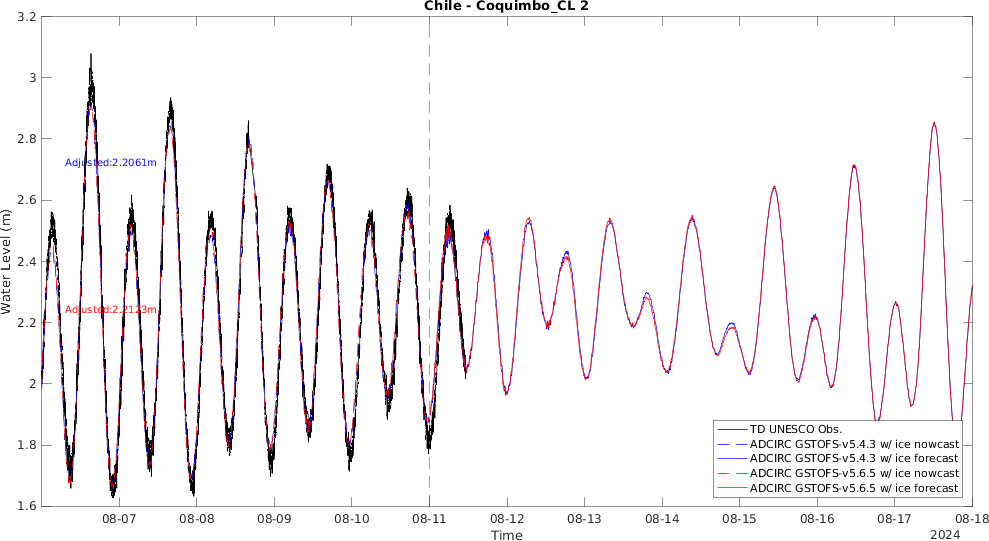 Chile - Coquimbo_CL 2
3.2
3
2.8
2.6
2.4
2.2
2
1.8
1.6
Water Level (m)
Adjusted:2.2061m
Adjusted:2.2123m
TD UNESCO Obs.
ADCIRC GSTOFS-v5.4.3 w/ ice nowcast
ADCIRC GSTOFS-v5.4.3 w/ ice forecast
ADCIRC GSTOFS-v5.6.5 w/ ice nowcast
ADCIRC GSTOFS-v5.6.5 w/ ice forecast
08-07 08-08 08-09 08-10 08-11 08-12 08-13 08-14 08-15 08-16 08-17 08-18
Time
2024